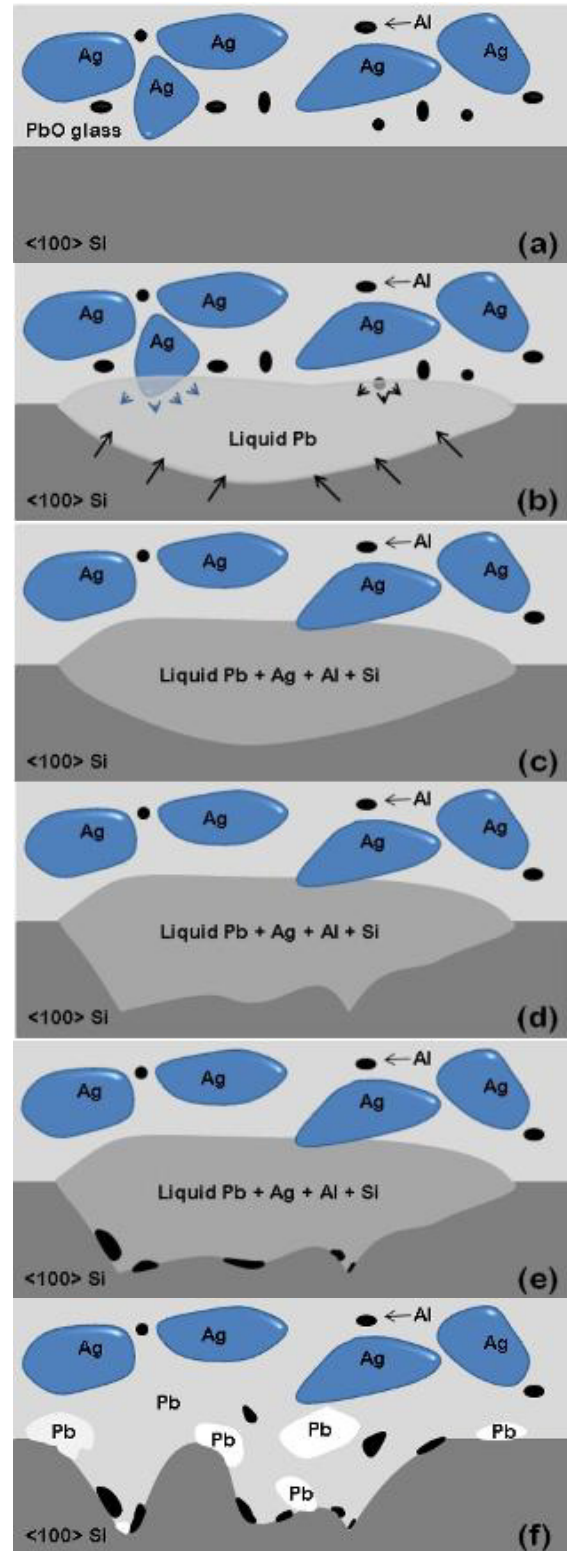 Ag Ag Al
Ag Ag Ag
PbO glass
<100> Si (a)
Ag Ag Al
Ag Ag Ag
Liquid Pb
<100> Si (b)
Ag Ag Al
Ag Ag
Liquid Pb + Ag + Al + Si
<100> Si (c)
Ag Ag Al
Ag Ag
Liquid Pb + Ag + Al + Si
<100> Si (d)
Ag Ag Al
Ag Ag
Liquid Pb + Ag + Al + Si
<100> Si (e)
Ag Ag Al
Ag Ag
Pb
Pb Pb Pb Pb
Pb
<100> Si (f)